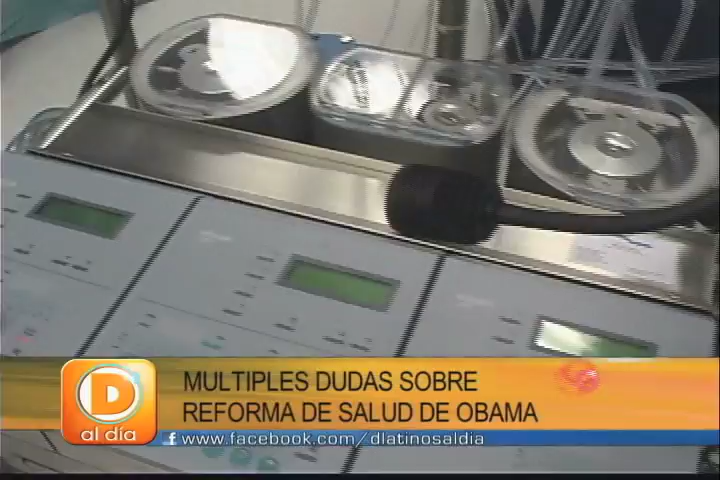 MULTIPLES DUDAS SOBRE
REFORMA DE SALUD DE OBAMA
D
al día
f www.facebook.com/dlatinosaldia